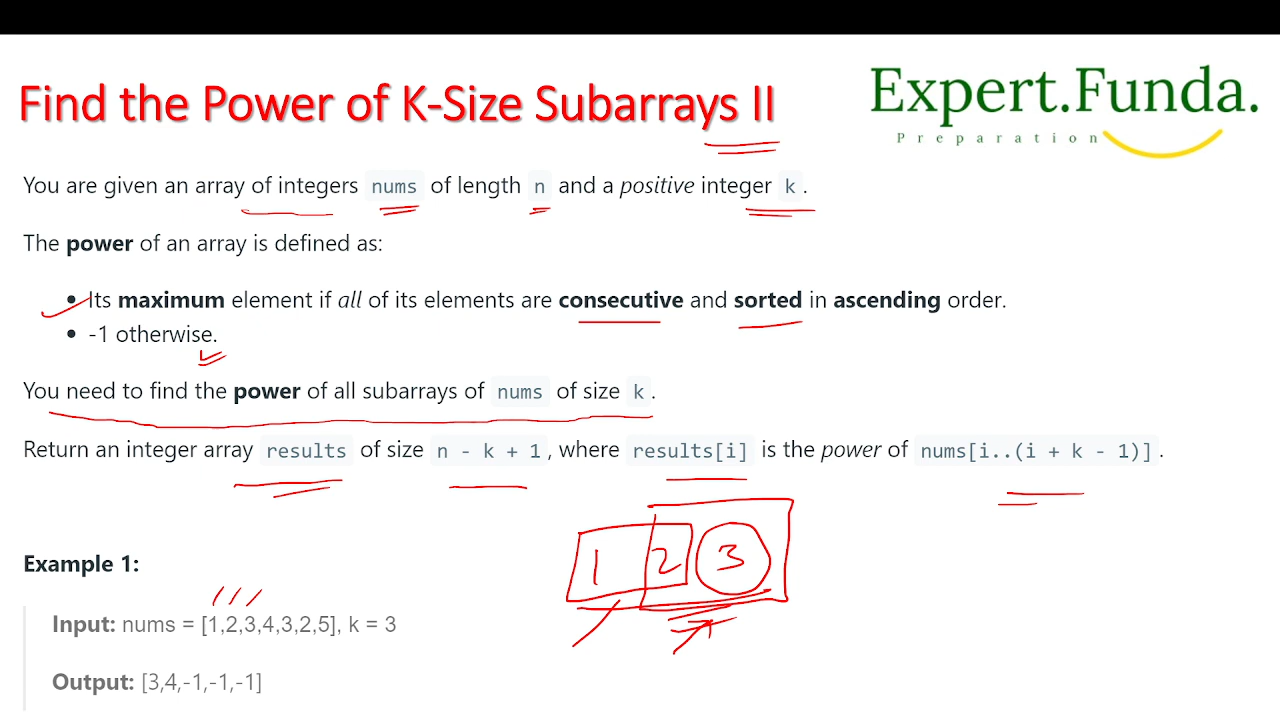 Find the Power of K-Size Subarrays II
Expert.Funda.
Preparation
You are given an array of integers nums of length n and a positive integer k.
The power of an array is defined as:
• Its maximum element if all of its elements are consecutive and sorted in ascending order.
• -1 otherwise.
You need to find the power of all subarrays of nums of size k.
Return an integer array results of size n - k + 1, where results[i] is the power of nums[i..(i + k - 1)].
1 2 3
Example 1:
Input: nums = [1,2,3,4,3,2,5], k = 3
Output: [3,4,-1,-1,-1]